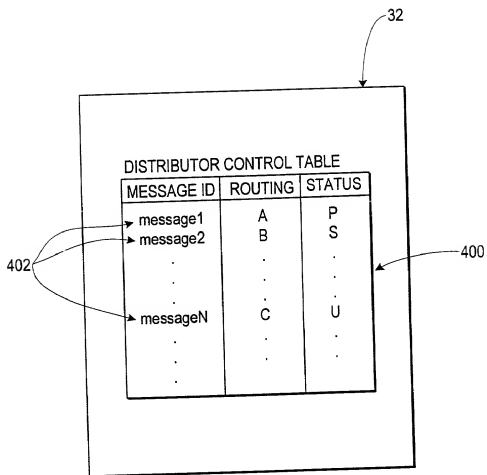 32
DISTRIBUTOR CONTROL TABLE
MESSAGE ID ROUTING STATUS
message1 A P
message2 B S
402
400
messageN C U